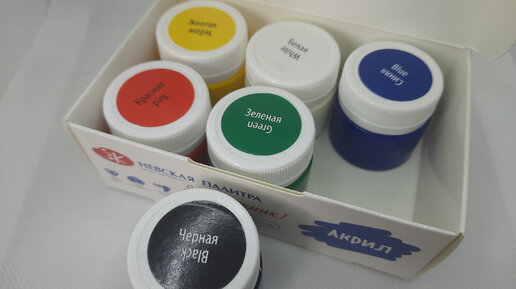 Желтая
Yellow
Белая
White
Синяя
Blue
Красная
Red
Зеленая
Green
НЕВСКАЯ ПАЛИТРА
АКРИЛ
Черная
Black